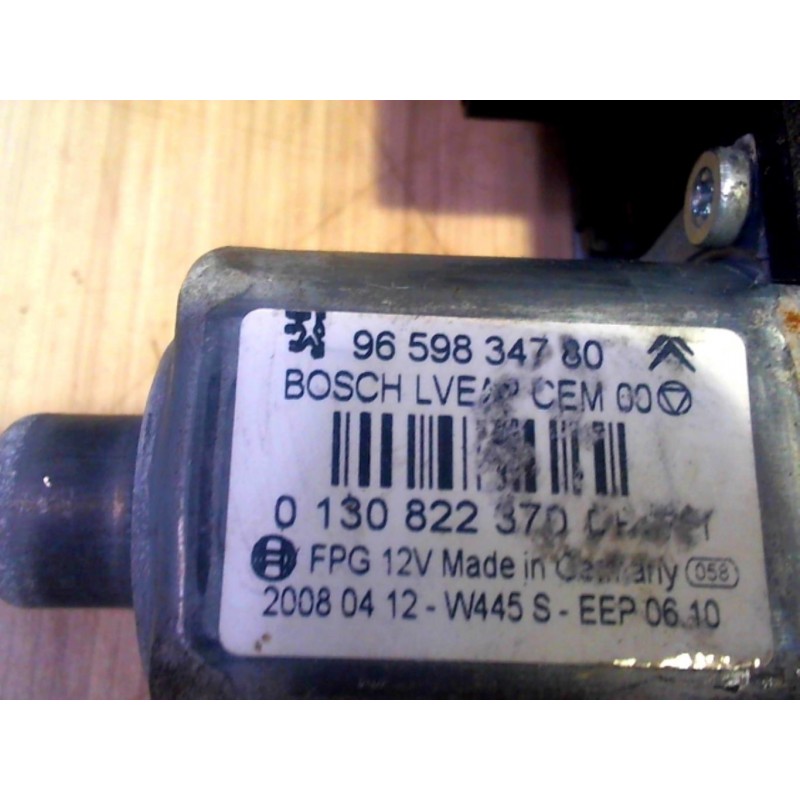 96 598 347 80
BOSCH CEM 00
0 130 822 370
FPG 12V Made in Germany 058
2008 04 12 - W445 S - EEP 06.10